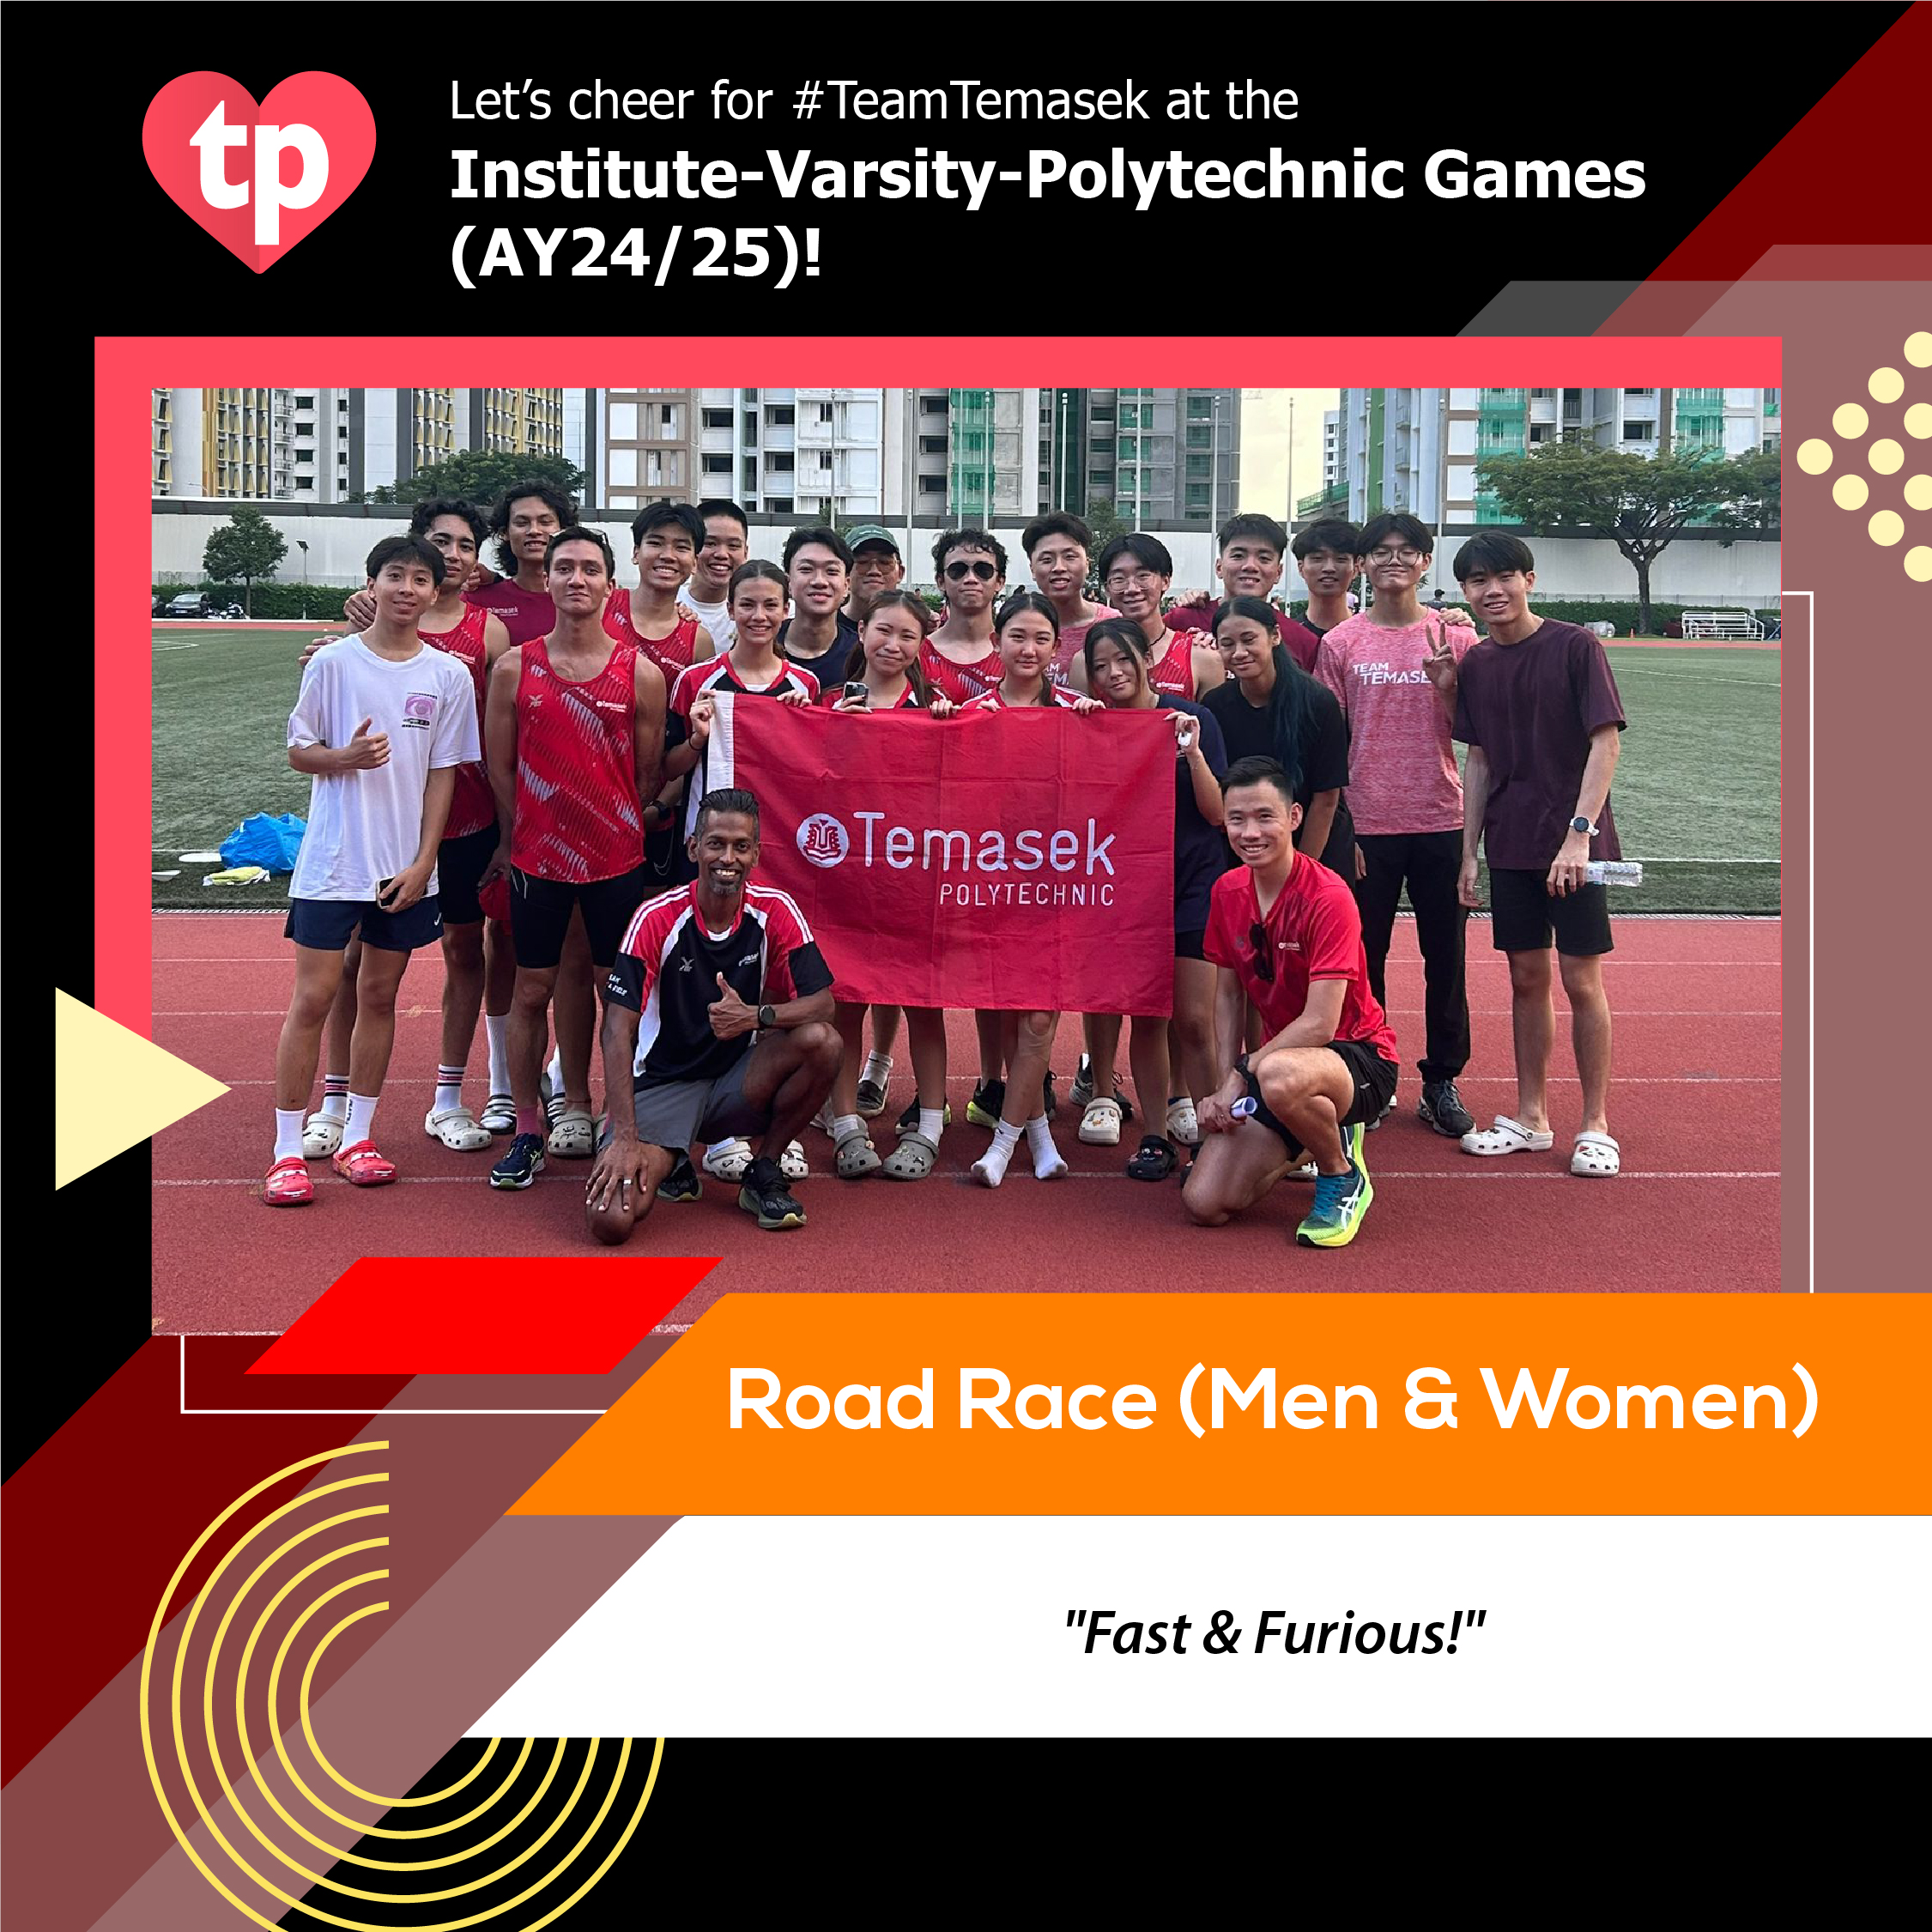 tp
Let's cheer for #TeamTemasek at the
Institute-Varsity-Polytechnic Games
(AY24/25)!
Temasek
TEAM
TEMASE
Temasek
POLYTECHNIC
Road Race (Men & Women)
"Fast & Furious!"